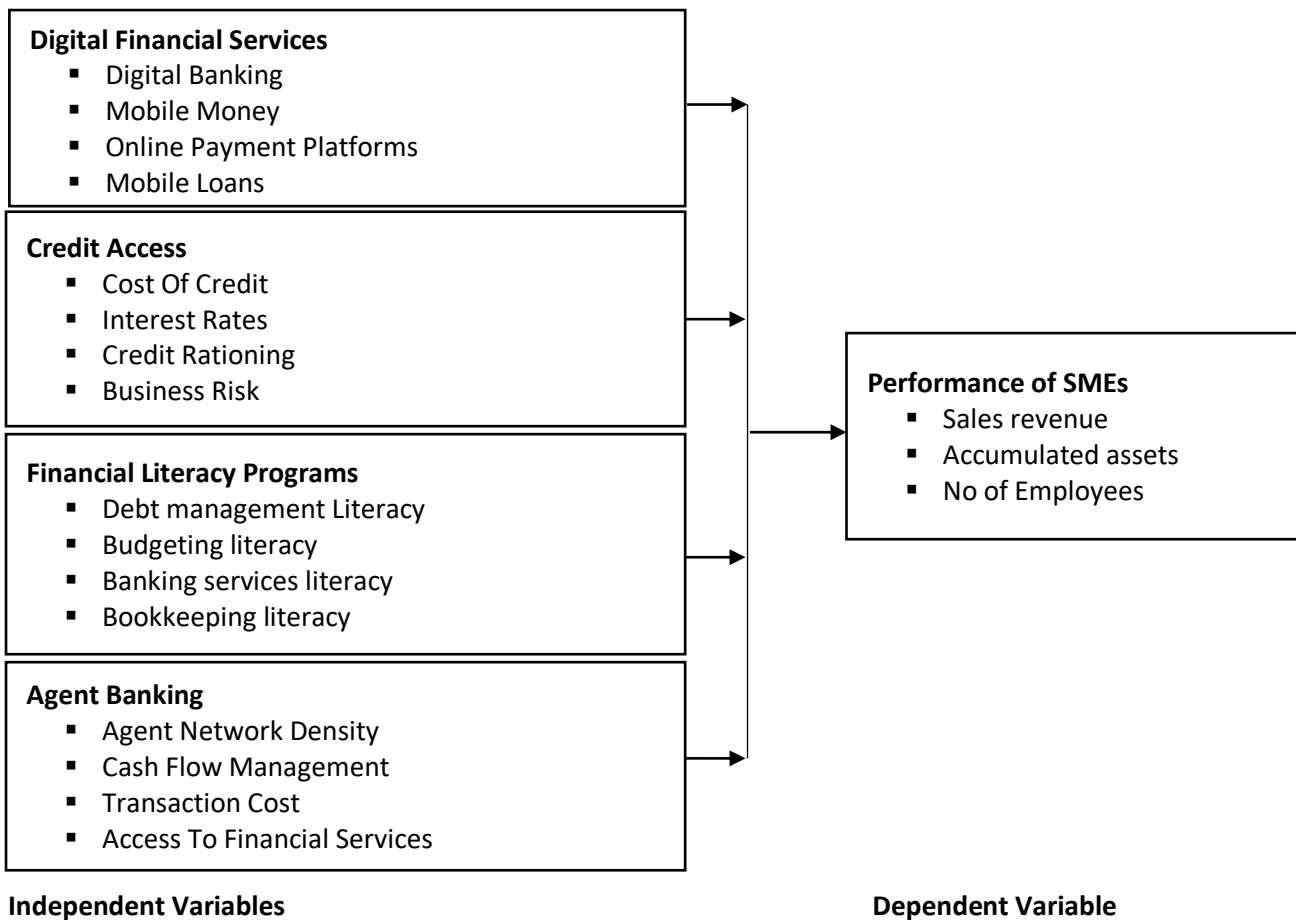 Digital Financial Services
▪ Digital Banking
▪ Mobile Money
▪ Online Payment Platforms
▪ Mobile Loans
Credit Access
▪ Cost Of Credit
▪ Interest Rates
▪ Credit Rationing
▪ Business Risk
Financial Literacy Programs
▪ Debt management Literacy
▪ Budgeting literacy
▪ Banking services literacy
▪ Bookkeeping literacy
Agent Banking
▪ Agent Network Density
▪ Cash Flow Management
▪ Transaction Cost
▪ Access To Financial Services
Independent Variables
Performance of SMEs
▪ Sales revenue
▪ Accumulated assets
▪ No of Employees
Dependent Variable